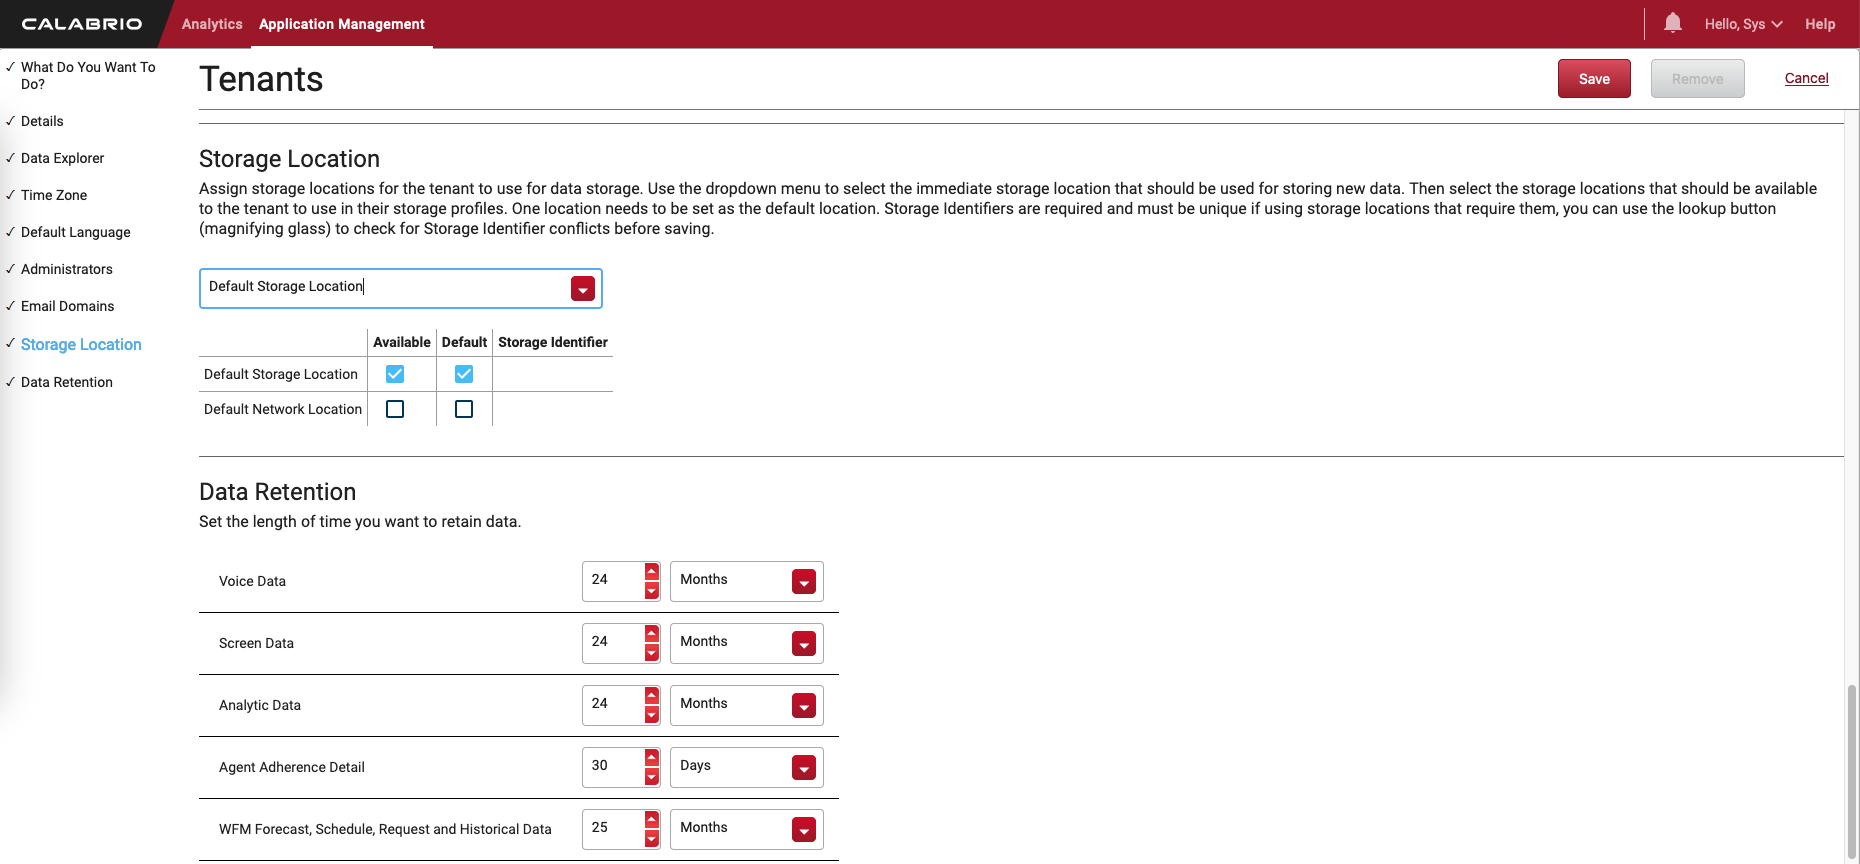 CALABRIO
Analytics
Application Management
Hello, Sys
Help
✓ What Do You Want To
Do?
✓ Details
✓ Data Explorer
✓ Time Zone
✓ Default Language
✓ Administrators
✓ Email Domains
✓ Storage Location
✓ Data Retention
Tenants
Save
Remove
Cancel
Storage Location
Assign storage locations for the tenant to use for data storage. Use the dropdown menu to select the immediate storage location that should be used for storing new data. Then select the storage locations that should be available
to the tenant to use in their storage profiles. One location needs to be set as the default location. Storage Identifiers are required and must be unique if using storage locations that require them, you can use the lookup button
(magnifying glass) to check for Storage Identifier conflicts before saving.
Default Storage Location
Available Default Storage Identifier
Default Storage Location
Default Network Location
Data Retention
Set the length of time you want to retain data.
Voice Data 24 Months
Screen Data 24 Months
Analytic Data 24 Months
Agent Adherence Detail 30 Days
WFM Forecast, Schedule, Request and Historical Data 25 Months